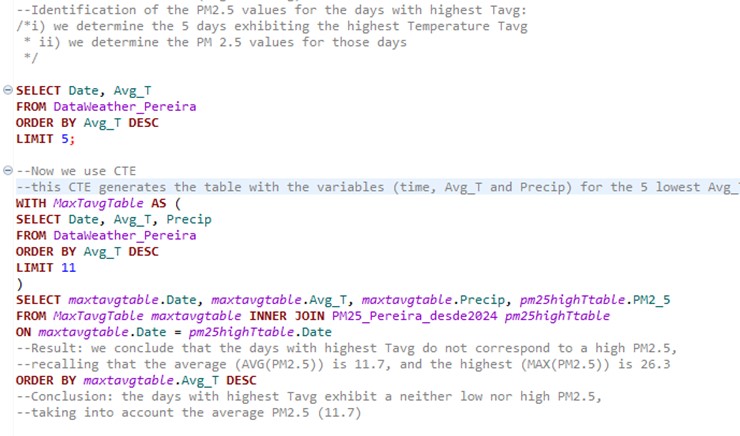 --Identification of the PM2.5 values for the days with highest Tavg:
/*i) we determine the 5 days exhibiting the highest Temperature Tavg
* ii) we determine the PM 2.5 values for those days
*/
SELECT Date, Avg_T
FROM DataWeather_Pereira
ORDER BY Avg_T DESC
LIMIT 5;
--Now we use CTE
--this CTE generates the table with the variables (time, Avg_T and Precip) for the 5 lowest Avg_T
WITH MaxTavgTable AS (
SELECT Date, Avg_T, Precip
FROM DataWeather_Pereira
ORDER BY Avg_T DESC
LIMIT 11
)
SELECT maxtavgtable.Date, maxtavgtable.Avg_T, maxtavgtable.Precip, pm25highTtable.PM2_5
FROM MaxTavgTable maxtavgtable INNER JOIN PM25_Pereira_desde2024 pm25highTtable
ON maxtavgtable.Date = pm25highTtable.Date
--Result: we conclude that the days with highest Tavg do not correspond to a high PM2.5,
--recalling that the average (AVG(PM2.5)) is 11.7, and the highest (MAX(PM2.5)) is 26.3
ORDER BY maxtavgtable.Avg_T DESC
--Conclusion: the days with highest Tavg exhibit a neither low nor high PM2.5,
--taking into account the average PM2.5 (11.7)